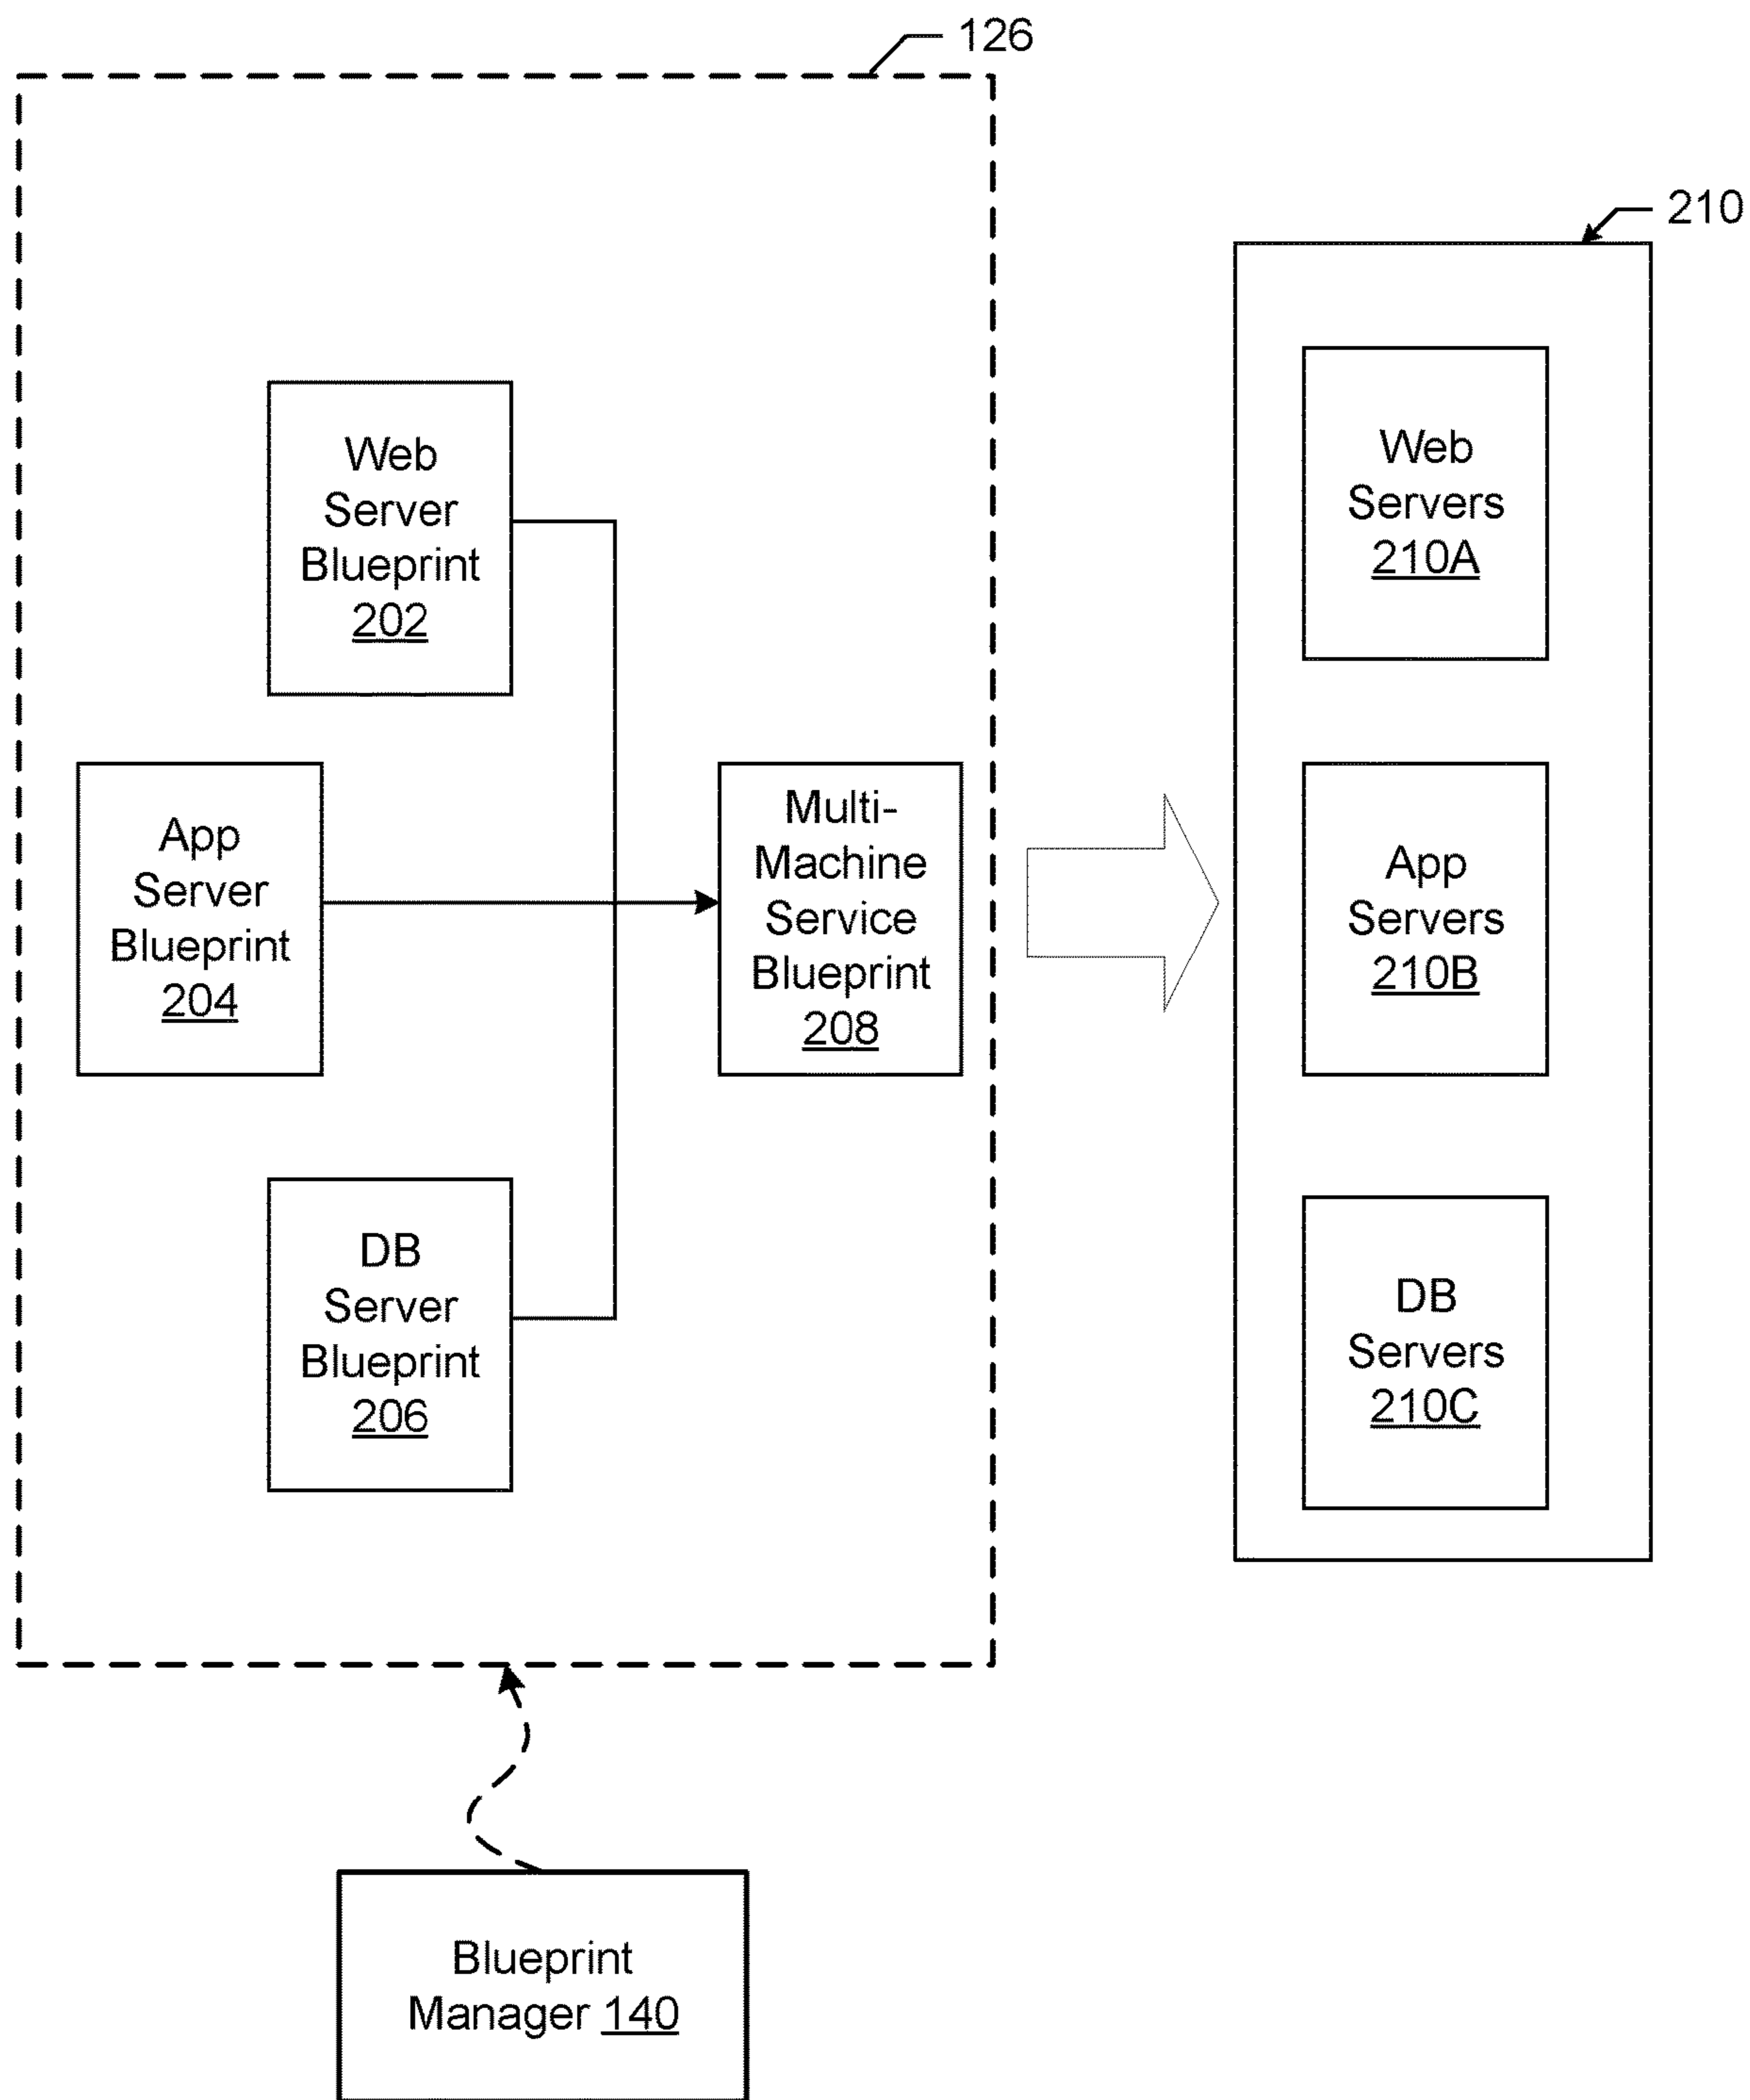 126
210
Web
Server
Blueprint
202
App
Server
Blueprint
204
DB
Server
Blueprint
206
Multi-
Machine
Service
Blueprint
208
Web
Servers
210A
App
Servers
210B
DB
Servers
210C
Blueprint
Manager 140